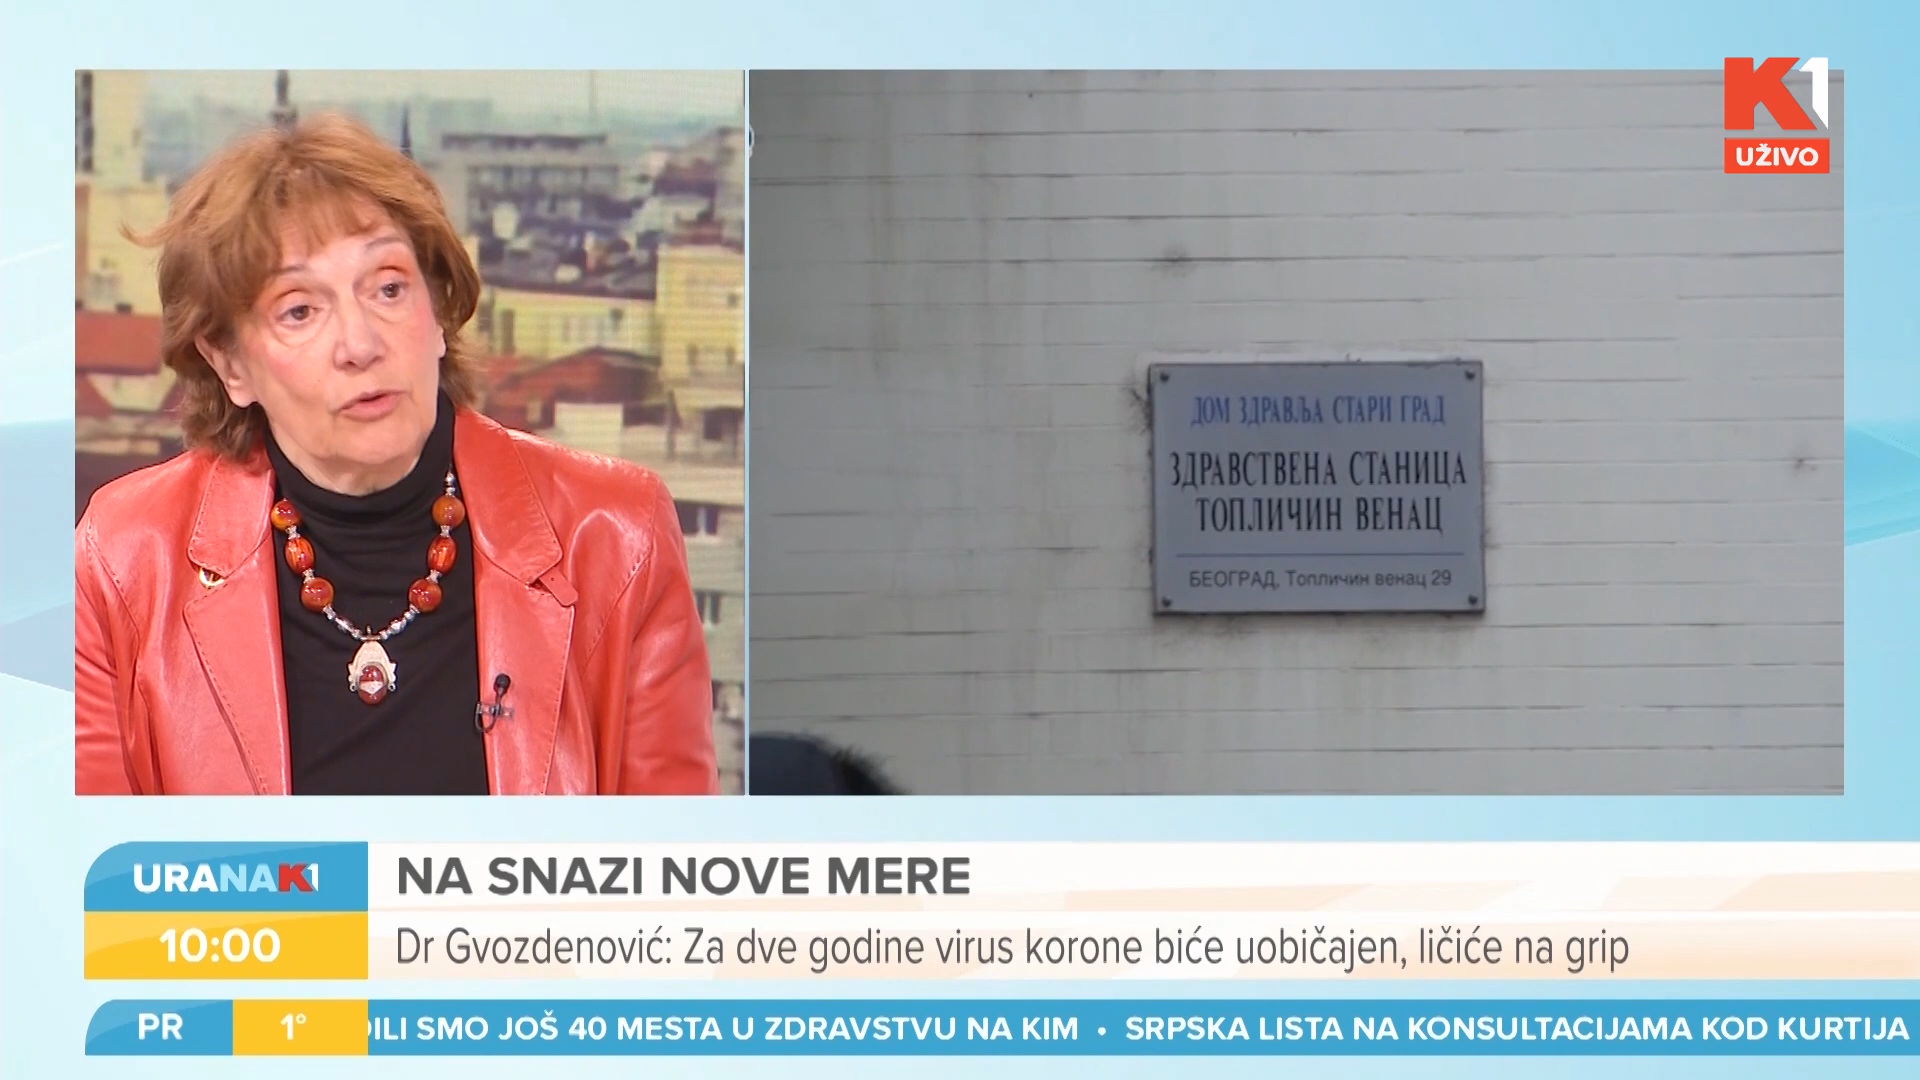 K1
UŽIVO
ДОМ ЗДРАВЉА СТАРИ ГРАД
ЗДРАВСТВЕНА СТАНИЦА
ТОПЛИЧИН ВЕНАЦ
БЕОГРАД, Топличин венац 29
URANAK1
NA SNAZI NOVE MERE
10:00
Dr Gvozdenović: Za dve godine virus korone biće uobičajen, ličiće na grip
PR 1°
SMO JOŠ 40 MESTA U ZDRAVSTVU NA KIM • SRPSKA LISTA NA KONSULTACIJAMA KOD KURTIJA